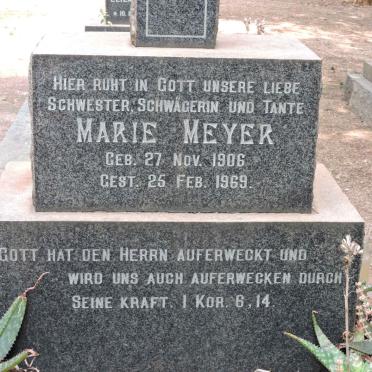 HIER RUHT IN GOTT UNSERE LIEBE
SCHWESTER, SCHWÄGERIN UND TANTE
MARIE MEYER
GEB. 27 NOV. 1906
GEST. 25 FEB. 1969.
GOTT HAT DEN HERRN AUFERWECKT UND
WIRD UNS AUCH AUFERWECKEN DURCH
SEINE KRAFT. I KOR. 6, 14.